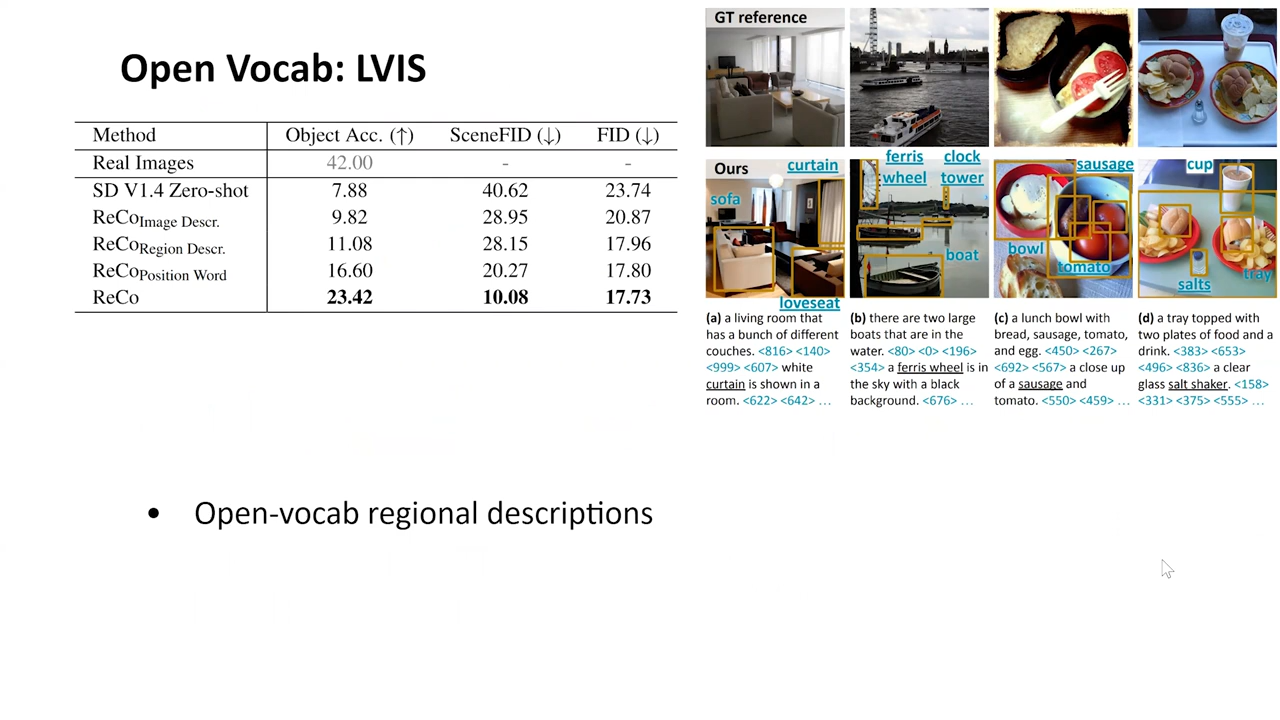 Open Vocab: LVIS
Method Object Acc. (↑) SceneFID (↓) FID (↓)
Real Images 42.00 - -
SD V1.4 Zero-shot 7.88 40.62 23.74
ReCo Image Descr. 9.82 28.95 20.87
ReCo Region Descr. 11.08 28.15 17.96
ReCo Position Word 16.60 20.27 17.80
ReCo 23.42 10.08 17.73
GT reference
Ours
curtain
sofa
loveseat
ferris
wheel
clock
tower
boat
sausage
bowl
tomato
cup
salts
tray
(a) a living room that
has a bunch of different
couches. <816> <140>
<999> <607> white
curtain is shown in a
room. <622> <642> ...
(b) there are two large
boats that are in the
water. <80> <0> <196>
<354> a ferris wheel is in
the sky with a black
background. <676> ...
(c) a lunch bowl with
bread, sausage, tomato,
and egg. <450> <267>
<692> <567> a close up
of a sausage and
tomato. <550> <459> ...
(d) a tray topped with
two plates of food and a
drink. <383> <653>
<496> <836> a clear
glass salt shaker. <158>
<331> <375> <555> ...
• Open-vocab regional descriptions